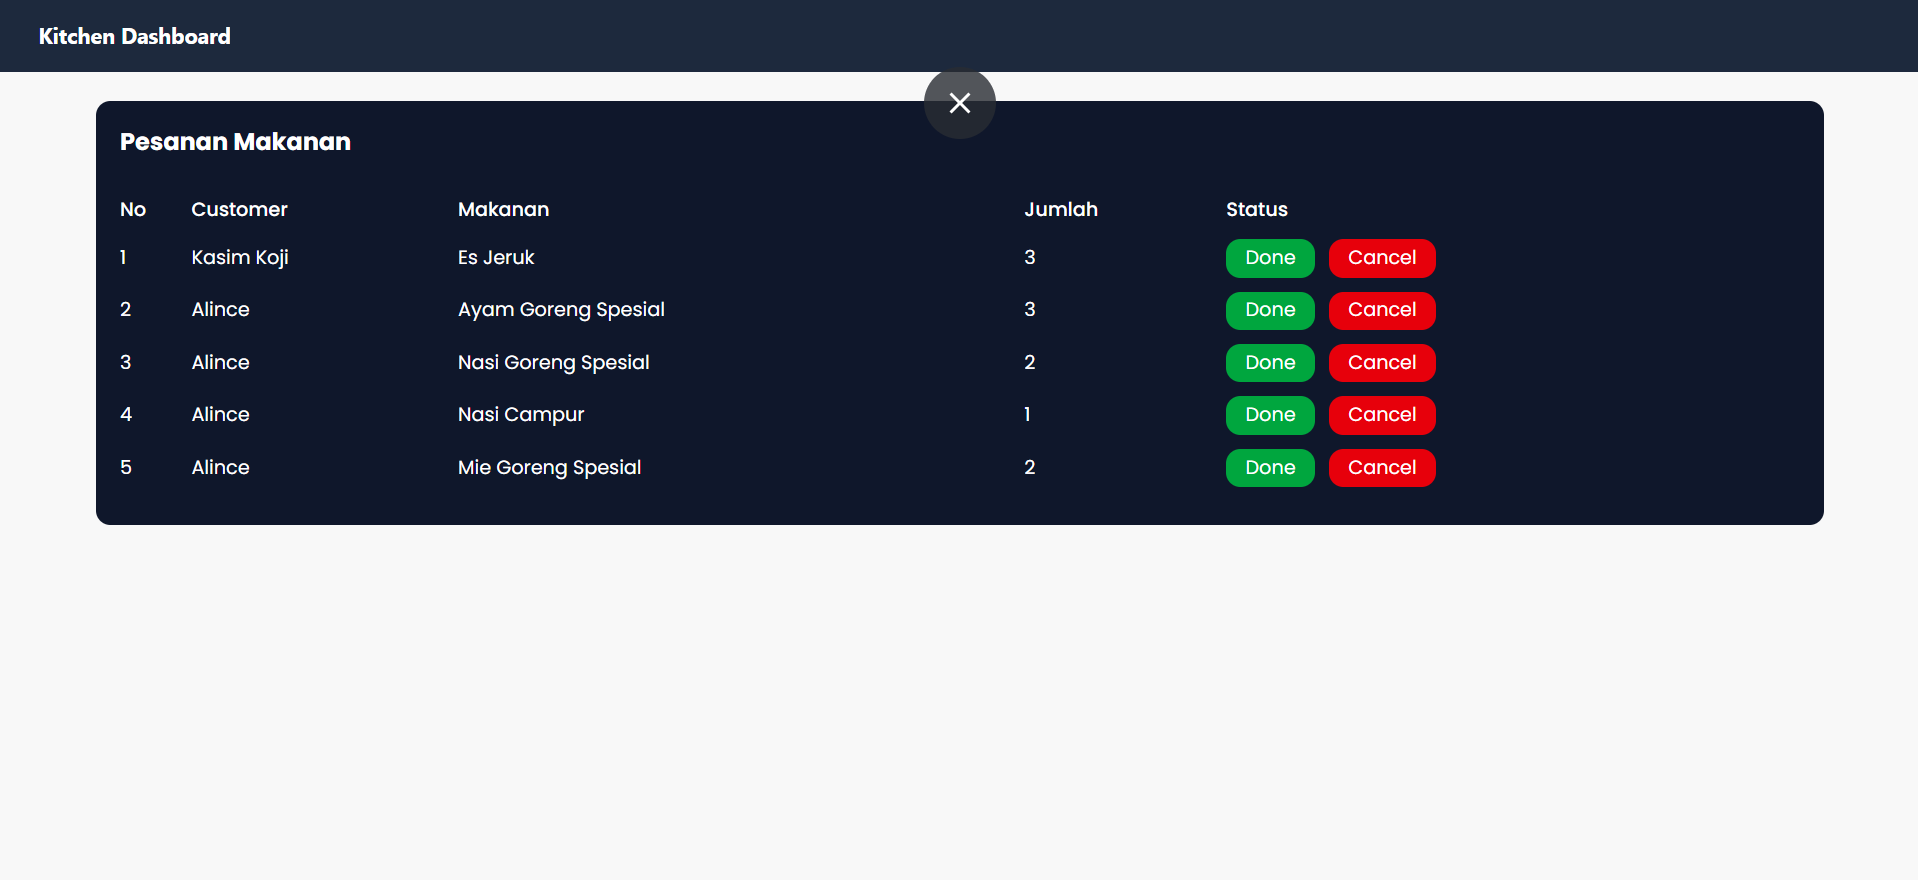 Kitchen Dashboard
Pesanan Makanan
No Customer Makanan Jumlah Status
1 Kasim Koji Es Jeruk 3 Done Cancel
2 Alince Ayam Goreng Spesial 3 Done Cancel
3 Alince Nasi Goreng Spesial 2 Done Cancel
4 Alince Nasi Campur 1 Done Cancel
5 Alince Mie Goreng Spesial 2 Done Cancel